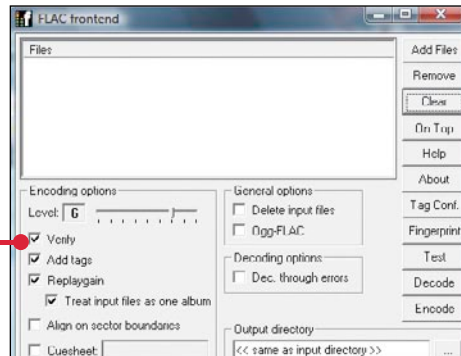 FLAC frontend
Files
Add Files
Remove
Clear
On Top
Help
About
Tag Conf.
Fingerprint
Test
Decode
Encode
Encoding options
Level: 6
Verify
Add tags
Replaygain
Treat input files as one album
Align on sector boundaries
Cuesheet:
General options
Delete input files
Ogg-FLAC
Decoding options
Dec. through errors
Output directory
<< same as input directory >>
...